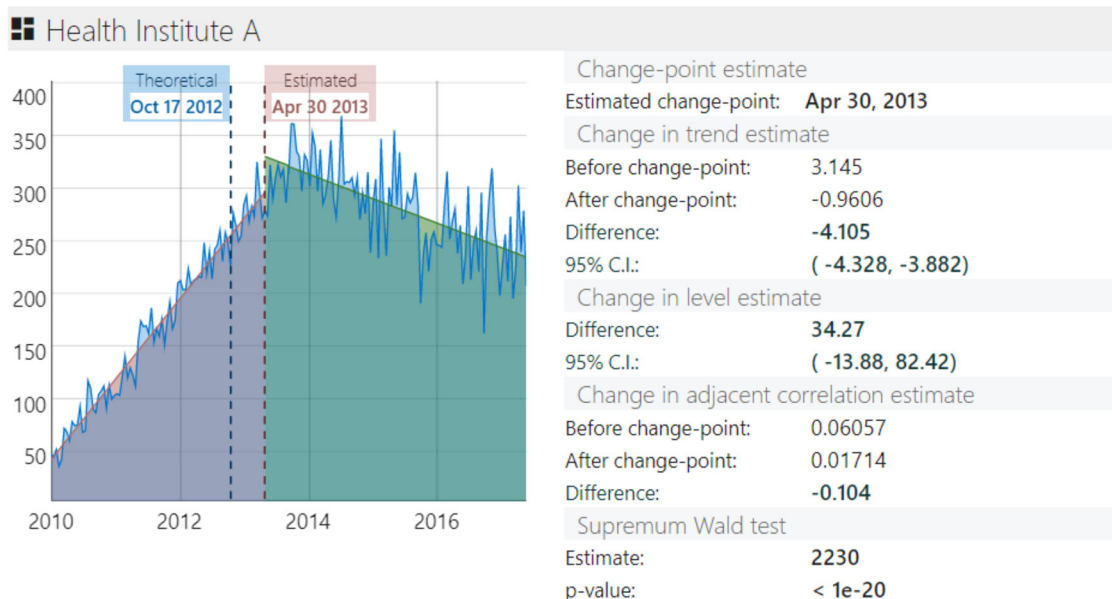 Health Institute A
Theoretical
Oct 17 2012
Estimated
Apr 30 2013
400
350
300
250
200
150
100
50
2010 2012 2014 2016
Change-point estimate
Estimated change-point: Apr 30, 2013
Change in trend estimate
Before change-point: 3.145
After change-point: -0.9606
Difference: -4.105
95% C.I.: ( -4.328, -3.882)
Change in level estimate
Difference: 34.27
95% C.I.: ( -13.88, 82.42)
Change in adjacent correlation estimate
Before change-point: 0.06057
After change-point: 0.01714
Difference: -0.104
Supremum Wald test
Estimate: 2230
p-value: < 1e-20